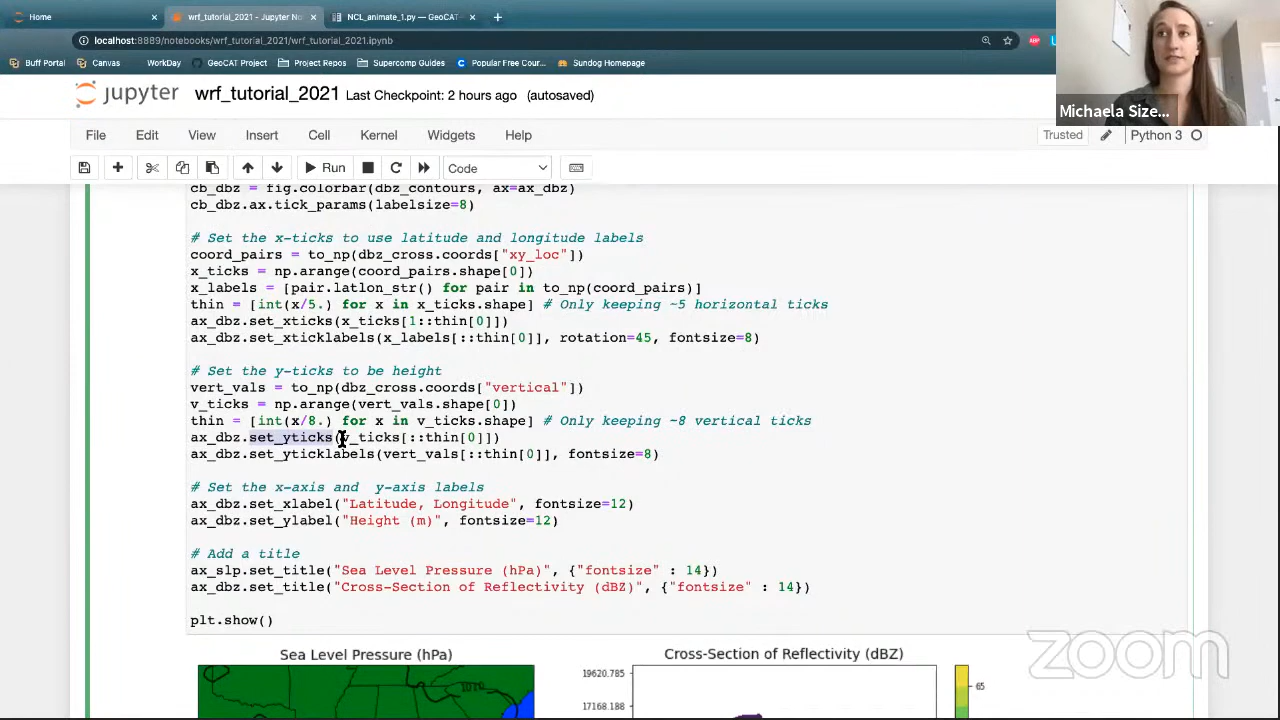 Home
wrf_tutorial_2021 - Jupyter No
NCL_animate_1.py — GeoCAT
localhost:8889/notebooks/wrf_tutorial_2021/wrf_tutorial_2021.ipynb
ABP
Buff Portal Canvas WorkDay GeoCAT Project Project Repos Supercomp Guides Popular Free Cour... Sundog Homepage
jupyter wrf_tutorial_2021 Last Checkpoint: 2 hours ago (autosaved)
Michaela Size...
File Edit View Insert Cell Kernel Widgets Help Trusted Python 3
Run Code
cb_dbz = fig.colorbar(dbz_contours, ax=ax_dbz)
cb_dbz.ax.tick_params(labelsize=8)
# Set the x-ticks to use latitude and longitude labels
coord_pairs = to_np(dbz_cross.coords["xy_loc"])
x_ticks = np.arange(coord_pairs.shape[0])
x_labels = [pair.latlon_str() for pair in to_np(coord_pairs)]
thin = [int(x/5.) for x in x_ticks.shape] # Only keeping ~5 horizontal ticks
ax_dbz.set_xticks(x_ticks[1::thin[0]])
ax_dbz.set_xticklabels(x_labels[::thin[0]], rotation=45, fontsize=8)
# Set the y-ticks to be height
vert_vals = to_np(dbz_cross.coords["vertical"])
v_ticks = np.arange(vert_vals.shape[0])
thin = [int(x/8.) for x in v_ticks.shape] # Only keeping ~8 vertical ticks
ax_dbz.set_yticks(v_ticks[::thin[0]])
ax_dbz.set_yticklabels(vert_vals[::thin[0]], fontsize=8)
# Set the x-axis and  y-axis labels
ax_dbz.set_xlabel("Latitude, Longitude", fontsize=12)
ax_dbz.set_ylabel("Height (m)", fontsize=12)
# Add a title
ax_slp.set_title("Sea Level Pressure (hPa)", {"fontsize" : 14})
ax_dbz.set_title("Cross-Section of Reflectivity (dBZ)", {"fontsize" : 14})
plt.show()
Sea Level Pressure (hPa)
Cross-Section of Reflectivity (dBZ)
19620.785
17168.188
65
zoom